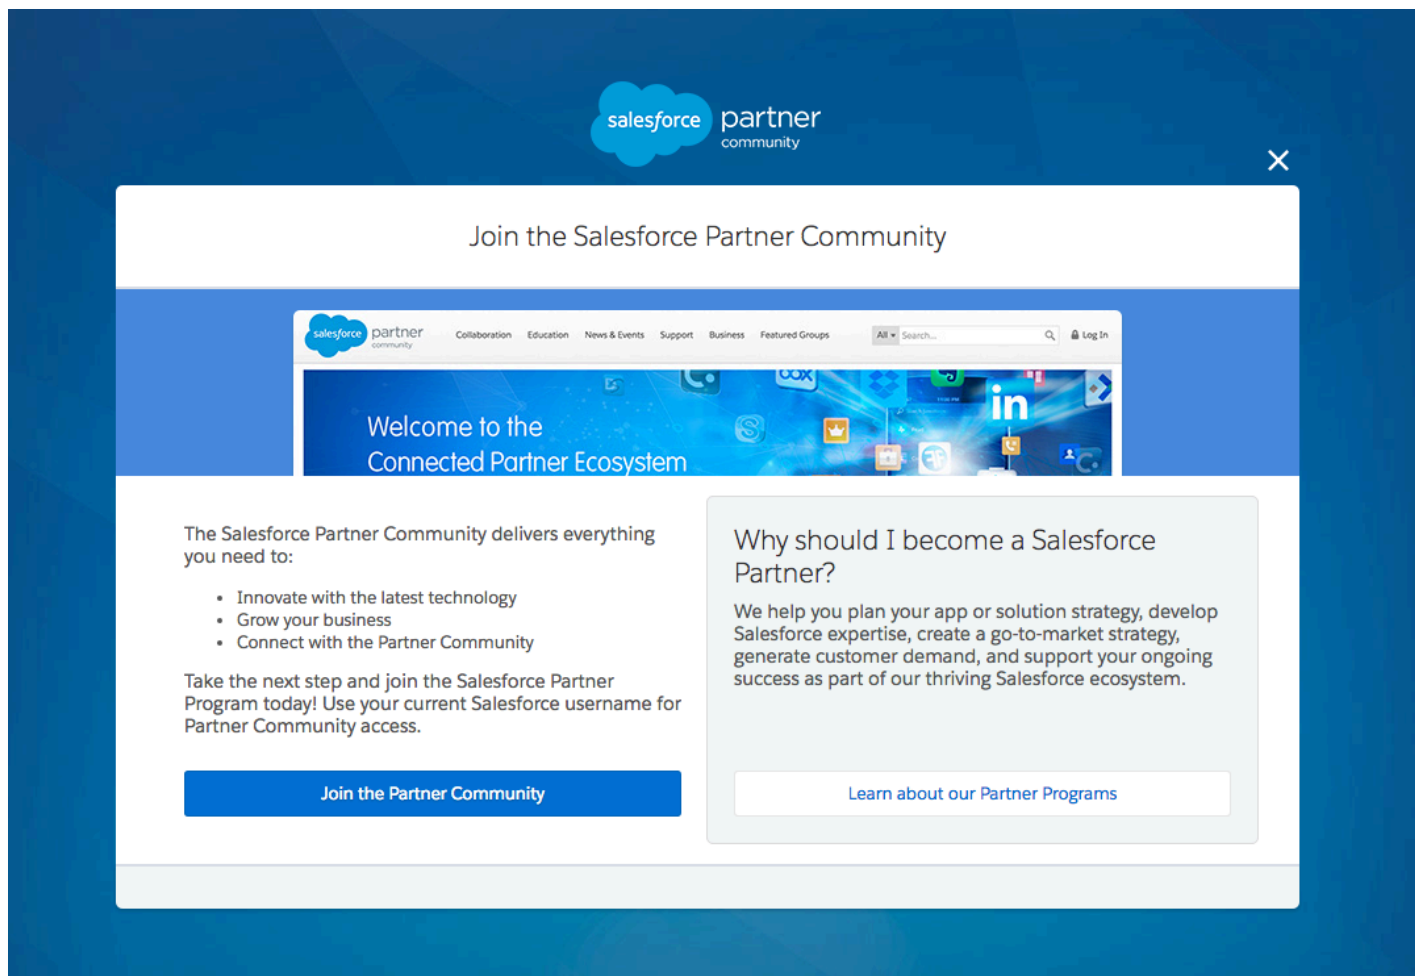 salesforce partner
community
Join the Salesforce Partner Community
salesforce partner
community
Collaboration Education News & Events Support Business Featured Groups All Search... Log In
box
in
Welcome to the
Connected Partner Ecosystem
The Salesforce Partner Community delivers everything
you need to:
• Innovate with the latest technology
• Grow your business
• Connect with the Partner Community
Take the next step and join the Salesforce Partner
Program today! Use your current Salesforce username for
Partner Community access.
Join the Partner Community
Why should I become a Salesforce
Partner?
We help you plan your app or solution strategy, develop
Salesforce expertise, create a go-to-market strategy,
generate customer demand, and support your ongoing
success as part of our thriving Salesforce ecosystem.
Learn about our Partner Programs